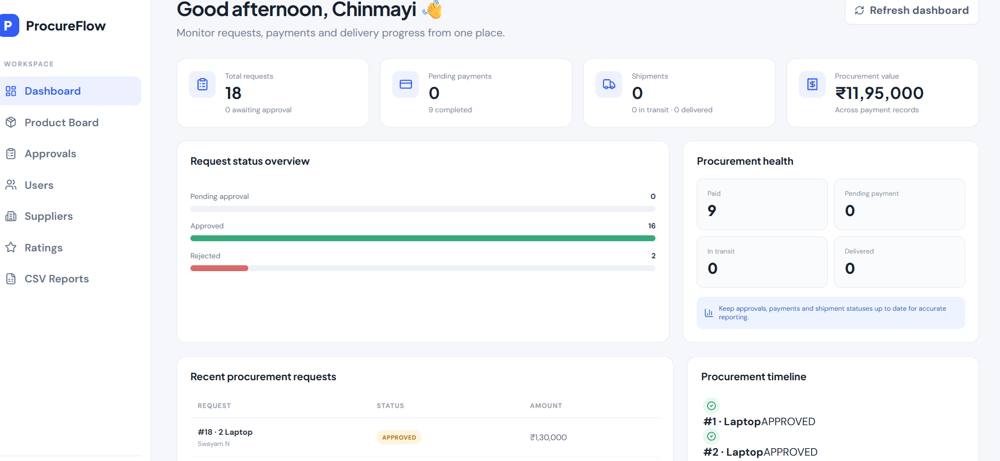 P ProcureFlow
WORKSPACE
Dashboard
Product Board
Approvals
Users
Suppliers
Ratings
CSV Reports
Good afternoon, Chinmayi 👋
Monitor requests, payments and delivery progress from one place.
Refresh dashboard
Total requests
18
0 awaiting approval
Pending payments
0
9 completed
Shipments
0
0 in transit · 0 delivered
Procurement value
₹11,95,000
Across payment records
Request status overview
Pending approval 0
Approved 16
Rejected 2
Procurement health
Paid
9
Pending payment
0
In transit
0
Delivered
0
Keep approvals, payments and shipment statuses up to date for accurate
reporting.
Recent procurement requests
REQUEST STATUS AMOUNT
#18 · 2 Laptop
Swayam N
APPROVED
₹1,30,000
Procurement timeline
#1 · LaptopAPPROVED
#2 · LaptopAPPROVED